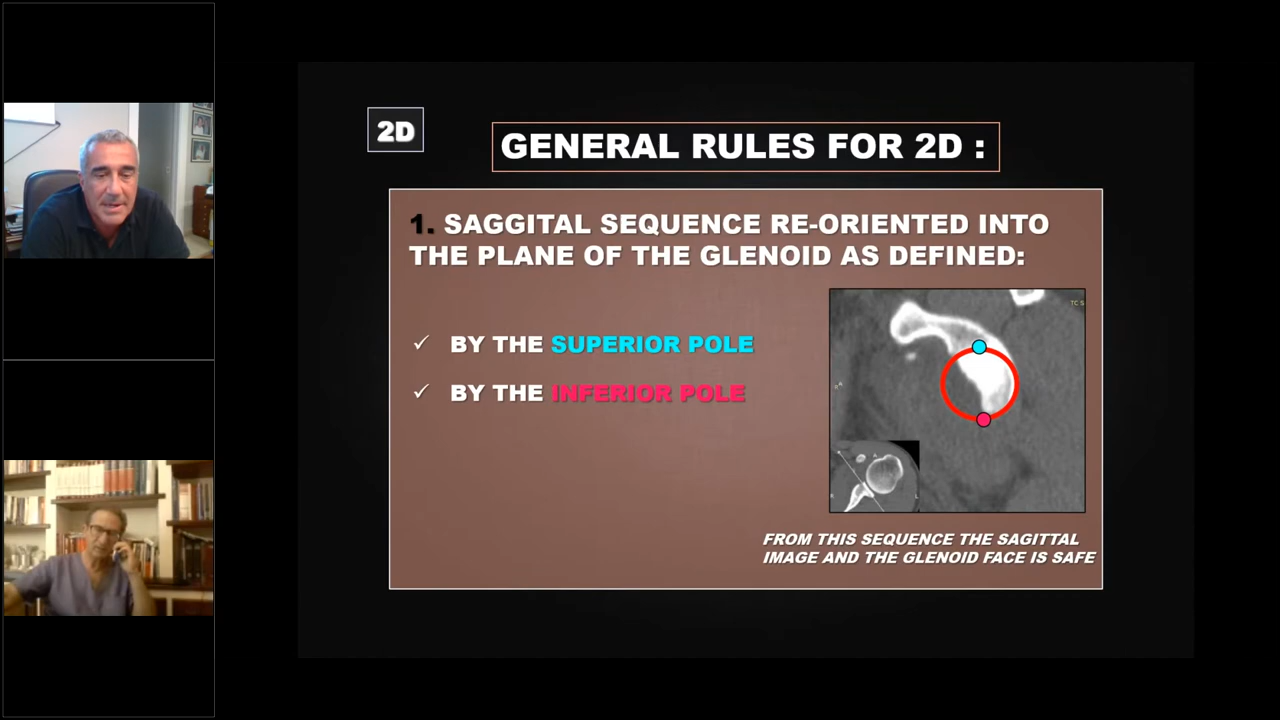 2D
GENERAL RULES FOR 2D :
1. SAGGITAL SEQUENCE RE-ORIENTED INTO
THE PLANE OF THE GLENOID AS DEFINED:
✓ BY THE SUPERIOR POLE
✓ BY THE INFERIOR POLE
TC S
A
FROM THIS SEQUENCE THE SAGITTAL
IMAGE AND THE GLENOID FACE IS SAFE